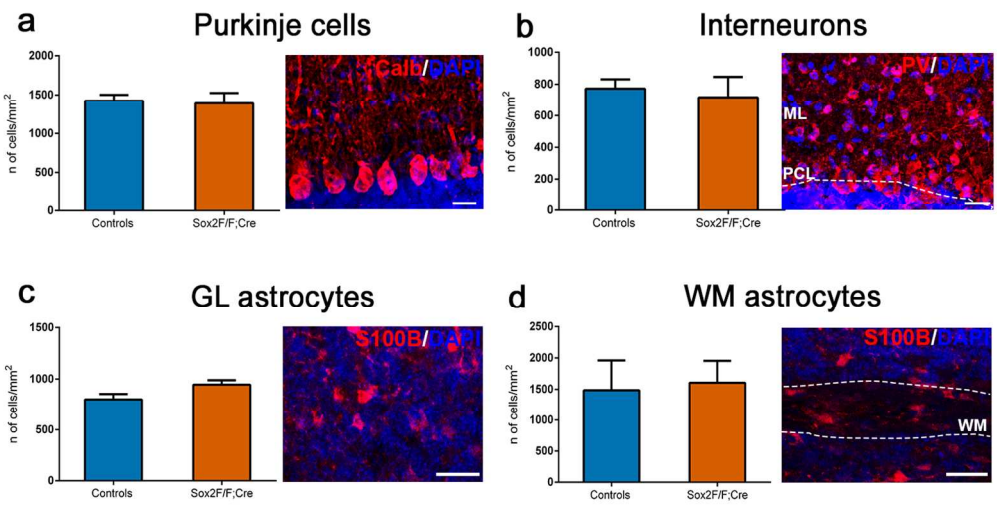 a
Purkinje cells
n of cells/mm²
2000
1500
1000
500
0
Controls
Sox2F/F;Cre
Calb/DAPI
b
Interneurons
n of cells/mm²
1000
800
600
400
200
0
Controls
Sox2F/F;Cre
PV/DAPI
ML
PCL
c
GL astrocytes
n of cells/mm²
1500
1000
500
0
Controls
Sox2F/F;Cre
S100B/DAPI
d
WM astrocytes
n of cells/mm²
2500
2000
1500
1000
500
0
Controls
Sox2F/F;Cre
S100B/DAPI
WM